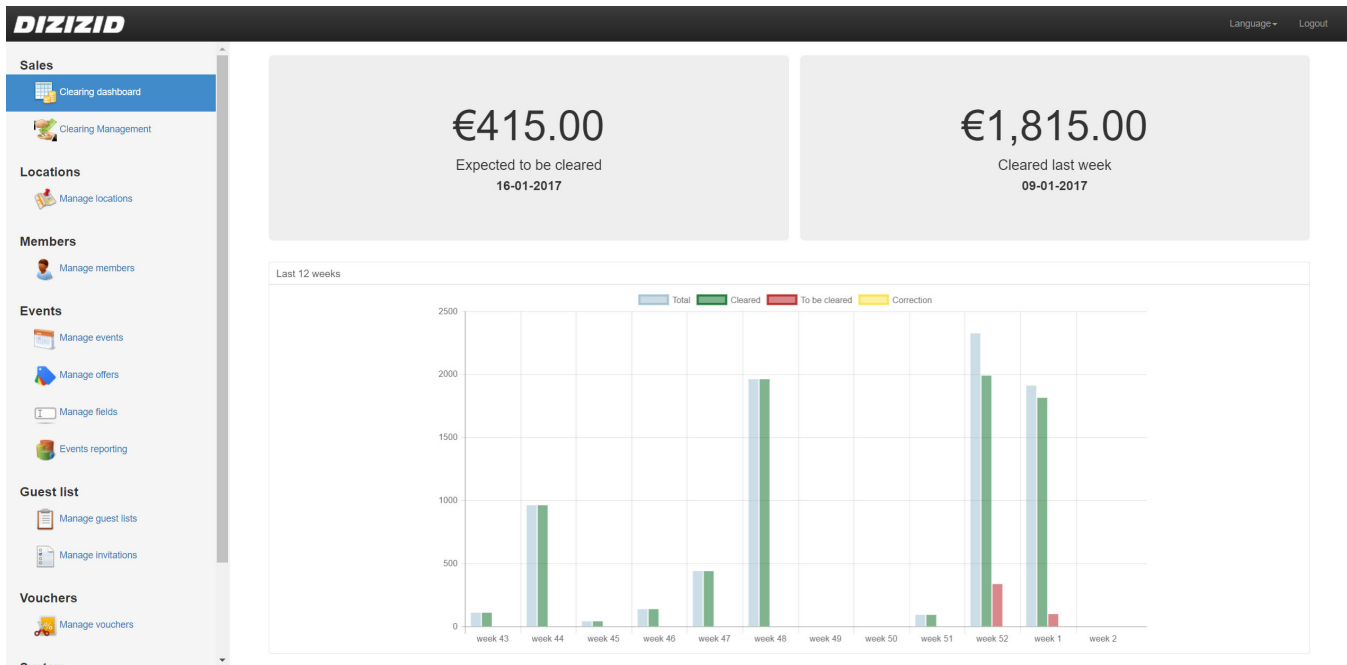 DIZIZID
Language
Logout
Sales
Clearing dashboard
Clearing Management
Locations
Manage locations
Members
Manage members
Events
Manage events
Manage offers
Manage fields
Events reporting
Guest list
Manage guest lists
Manage invitations
Vouchers
Manage vouchers
€415.00
Expected to be cleared
16-01-2017
€1,815.00
Cleared last week
09-01-2017
Last 12 weeks
Total Cleared To be cleared Correction
2500
2000
1500
1000
500
0
week 43 week 44 week 45 week 46 week 47 week 48 week 49 week 50 week 51 week 52 week 1 week 2